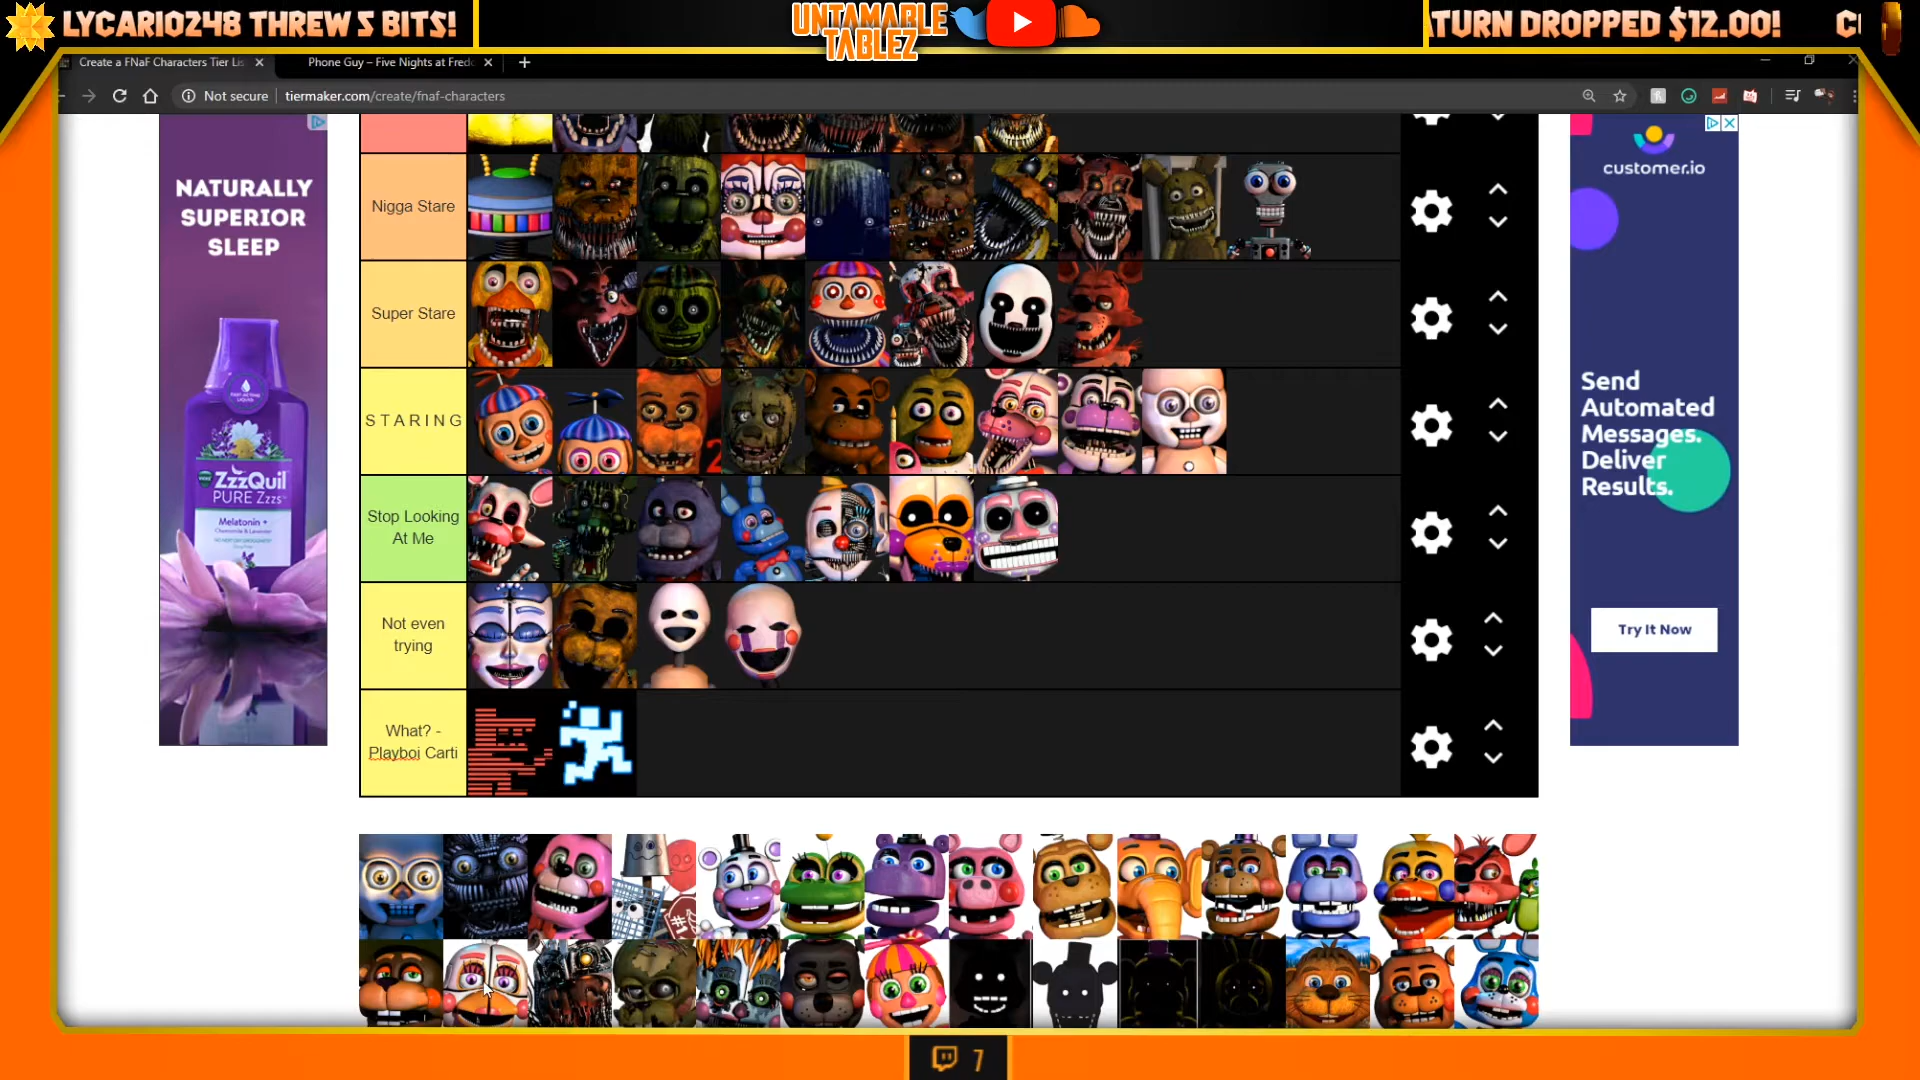 LYCARIO248 THREW 5 BITS!
UNTAMABLE
TABLEZ
TURN DROPPED $12.00!
Create a FNaF Characters Tier Lis
Phone Guy – Five Nights at Fredd
Not secure
tiermaker.com/create/fnaf-characters
NATURALLY
SUPERIOR
SLEEP
ZzzQuil
PURE Zzzs
Melatonin +
Nigga Stare
Super Stare
S T A R I N G
Stop Looking
At Me
Not even
trying
What? -
Playboi Carti
2
#1
customer.io
Send
Automated
Messages.
Deliver
Results.
Try It Now
7